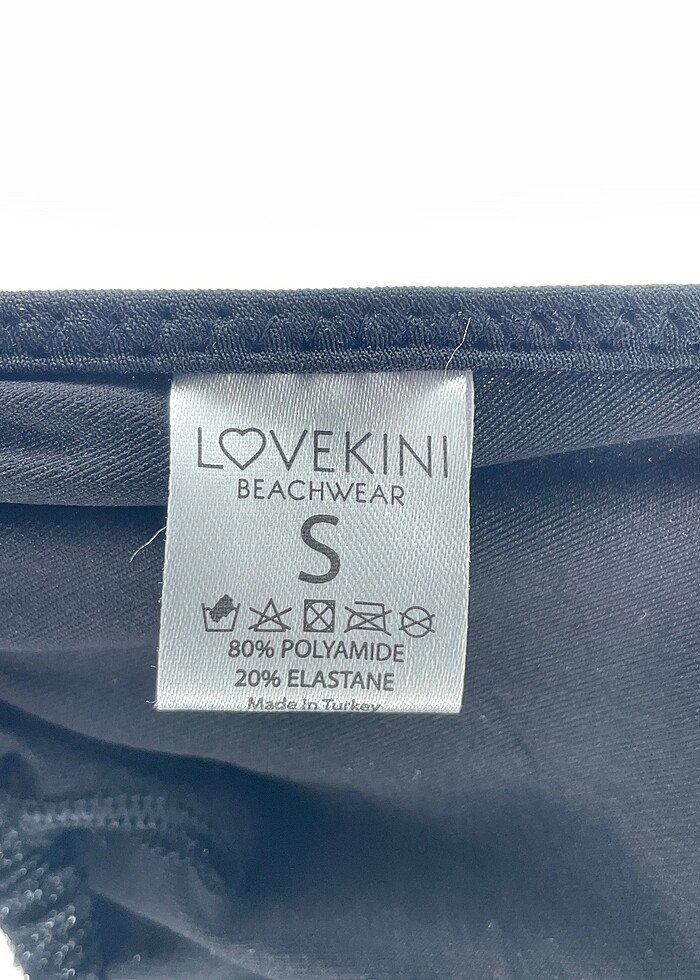 LOVEKINI
BEACHWEAR
S
80% POLYAMIDE
20% ELASTANE
Made In Turkey